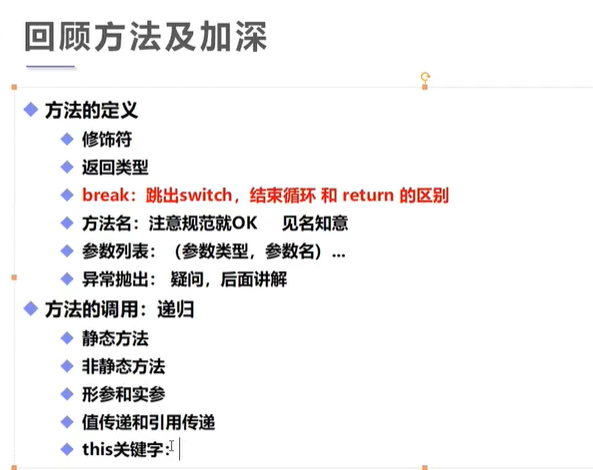 回顾方法及加深
方法的定义
修饰符
返回类型
break：跳出switch，结束循环 和 return 的区别
方法名：注意规范就OK 见名知意
参数列表：（参数类型，参数名）...
异常抛出： 疑问，后面讲解
方法的调用：递归
静态方法
非静态方法
形参和实参
值传递和引用传递
this关键字：